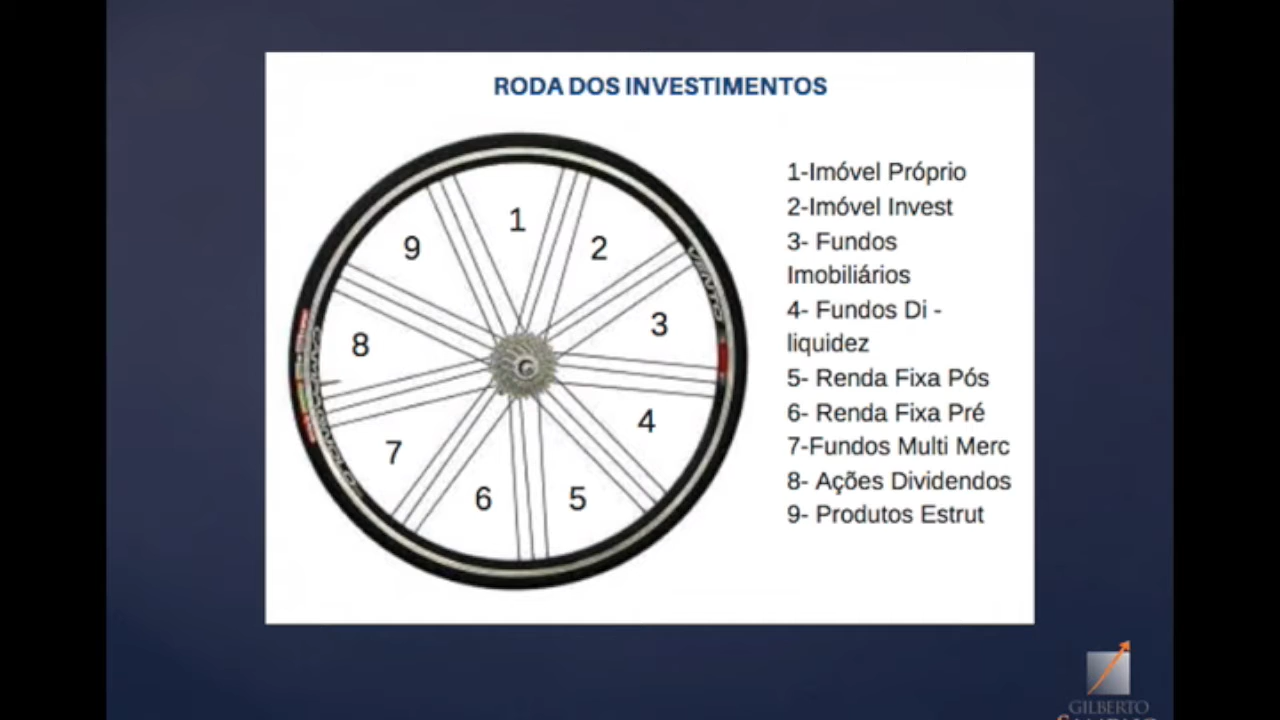 RODA DOS INVESTIMENTOS
1
2
3
4
5
6
7
8
9
VENTO
1-Imóvel Próprio
2-Imóvel Invest
3- Fundos
Imobiliários
4- Fundos Di -
liquidez
5- Renda Fixa Pós
6- Renda Fixa Pré
7-Fundos Multi Merc
8- Ações Dividendos
9- Produtos Estrut
GILBERTO